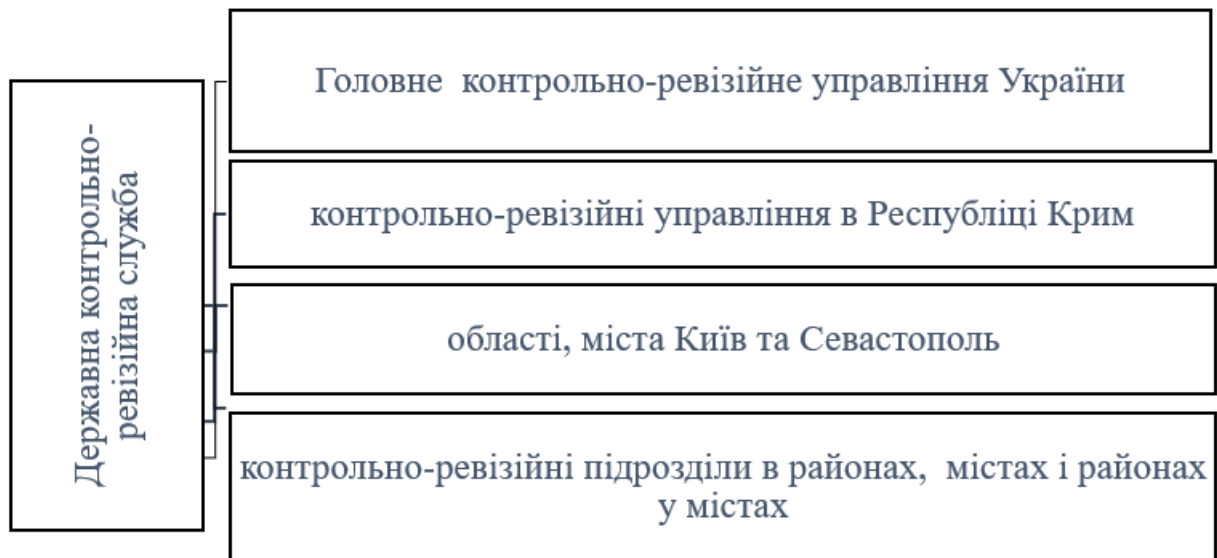 Державна контрольно-
ревізійна служба
Головне контрольно-ревізійне управління України
контрольно-ревізійні управління в Республіці Крим
області, міста Київ та Севастополь
контрольно-ревізійні підрозділи в районах, містах і районах
у містах